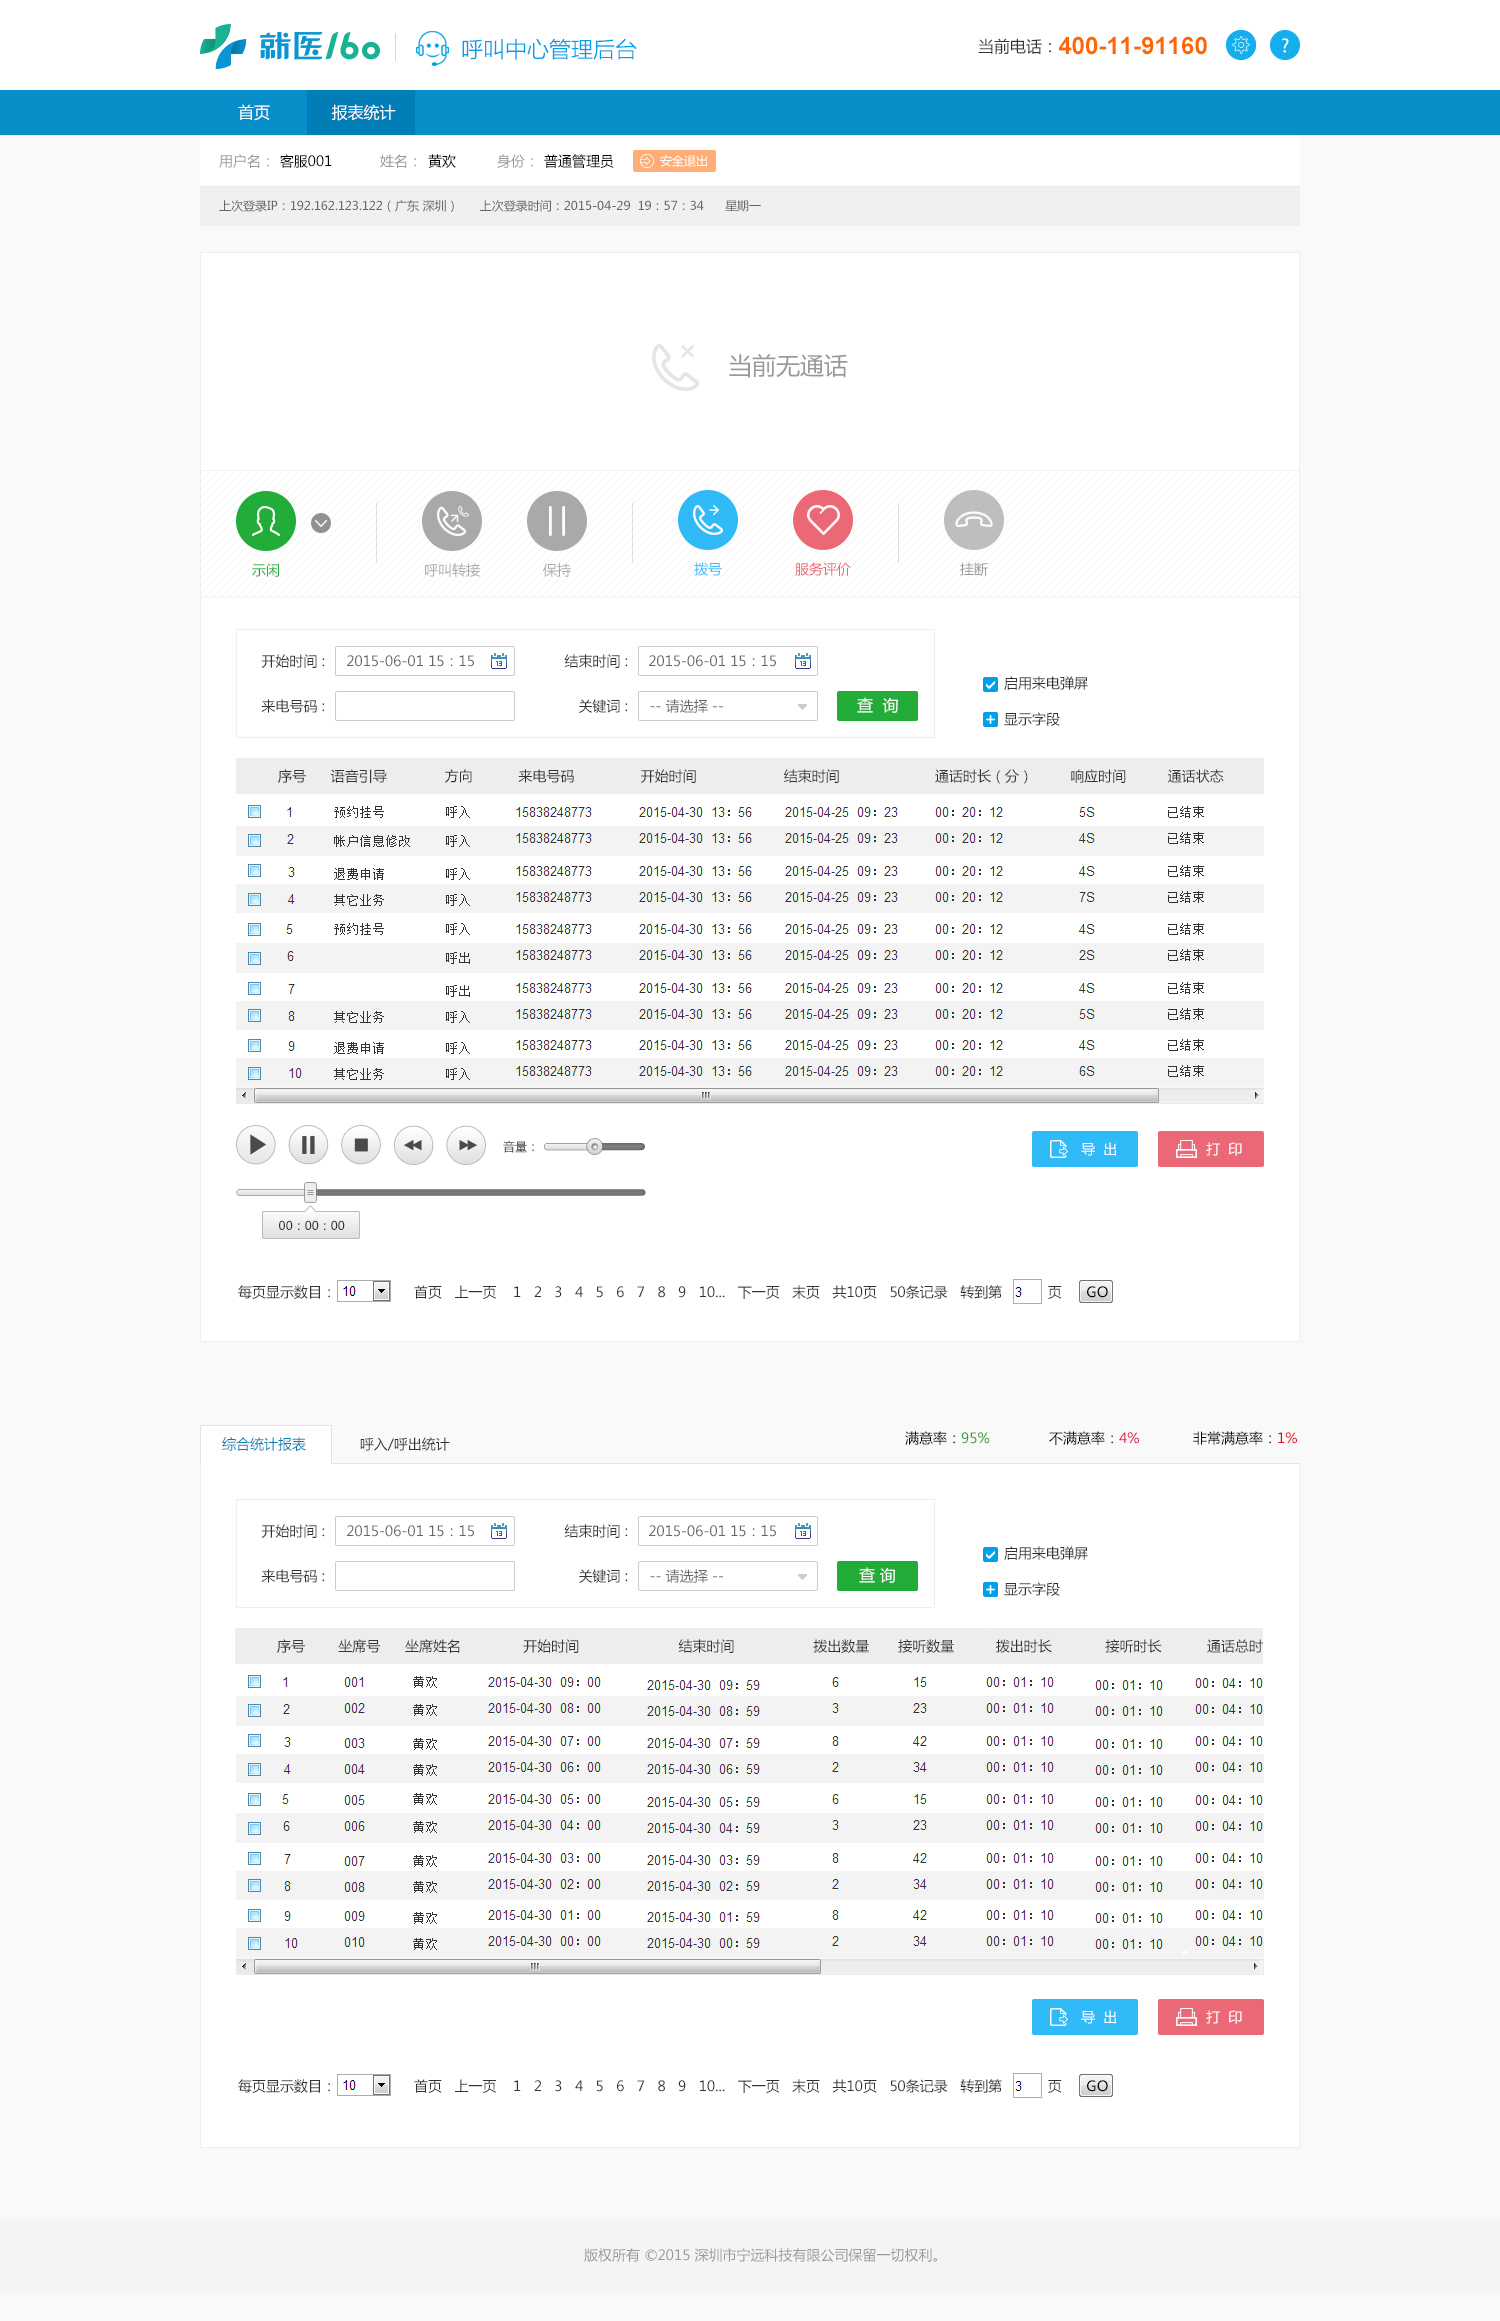 就医160 呼叫中心管理后台 当前电话：400-11-91160 ?
首页 报表统计
用户名： 客服001 姓名： 黄欢 身份： 普通管理员 安全退出
上次登录IP：192.162.123.122（广东 深圳） 上次登录时间：2015-04-29 19：57：34 星期一
当前无通话
示闲 呼叫转接 保持 拨号 服务评价 挂断
开始时间： 2015-06-01 15：15 结束时间： 2015-06-01 15：15
启用来电弹屏
来电号码： 关键词： -- 请选择 -- 查 询
显示字段
序号 语音引导 方向 来电号码 开始时间 结束时间 通话时长（分） 响应时间 通话状态
1 预约挂号 呼入 15838248773 2015-04-30 13：56 2015-04-25 09：23 00：20：12 5S 已结束
2 帐户信息修改 呼入 15838248773 2015-04-30 13：56 2015-04-25 09：23 00：20：12 4S 已结束
3 退费申请 呼入 15838248773 2015-04-30 13：56 2015-04-25 09：23 00：20：12 4S 已结束
4 其它业务 呼入 15838248773 2015-04-30 13：56 2015-04-25 09：23 00：20：12 7S 已结束
5 预约挂号 呼入 15838248773 2015-04-30 13：56 2015-04-25 09：23 00：20：12 4S 已结束
6 呼出 15838248773 2015-04-30 13：56 2015-04-25 09：23 00：20：12 2S 已结束
7 呼出 15838248773 2015-04-30 13：56 2015-04-25 09：23 00：20：12 4S 已结束
8 其它业务 呼入 15838248773 2015-04-30 13：56 2015-04-25 09：23 00：20：12 5S 已结束
9 退费申请 呼入 15838248773 2015-04-30 13：56 2015-04-25 09：23 00：20：12 4S 已结束
10 其它业务 呼入 15838248773 2015-04-30 13：56 2015-04-25 09：23 00：20：12 6S 已结束
音量： 导 出 打 印
00：00：00
每页显示数目： 10 首页 上一页 1 2 3 4 5 6 7 8 9 10... 下一页 末页 共10页 50条记录 转到第 3 页 GO
综合统计报表 呼入/呼出统计 满意率：95% 不满意率：4% 非常满意率：1%
开始时间： 2015-06-01 15：15 结束时间： 2015-06-01 15：15
启用来电弹屏
来电号码： 关键词： -- 请选择 -- 查 询
显示字段
序号 坐席号 坐席姓名 开始时间 结束时间 拨出数量 接听数量 拨出时长 接听时长 通话总时
1 001 黄欢 2015-04-30 09：00 2015-04-30 09：59 6 15 00：01：10 00：01：10 00：04：10
2 002 黄欢 2015-04-30 08：00 2015-04-30 08：59 3 23 00：01：10 00：01：10 00：04：10
3 003 黄欢 2015-04-30 07：00 2015-04-30 07：59 8 42 00：01：10 00：01：10 00：04：10
4 004 黄欢 2015-04-30 06：00 2015-04-30 06：59 2 34 00：01：10 00：01：10 00：04：10
5 005 黄欢 2015-04-30 05：00 2015-04-30 05：59 6 15 00：01：10 00：01：10 00：04：10
6 006 黄欢 2015-04-30 04：00 2015-04-30 04：59 3 23 00：01：10 00：01：10 00：04：10
7 007 黄欢 2015-04-30 03：00 2015-04-30 03：59 8 42 00：01：10 00：01：10 00：04：10
8 008 黄欢 2015-04-30 02：00 2015-04-30 02：59 2 34 00：01：10 00：01：10 00：04：10
9 009 黄欢 2015-04-30 01：00 2015-04-30 01：59 8 42 00：01：10 00：01：10 00：04：10
10 010 黄欢 2015-04-30 00：00 2015-04-30 00：59 2 34 00：01：10 00：01：10 00：04：10
导 出 打 印
每页显示数目： 10 首页 上一页 1 2 3 4 5 6 7 8 9 10... 下一页 末页 共10页 50条记录 转到第 3 页 GO
版权所有 ©2015 深圳市宁远科技有限公司保留一切权利。